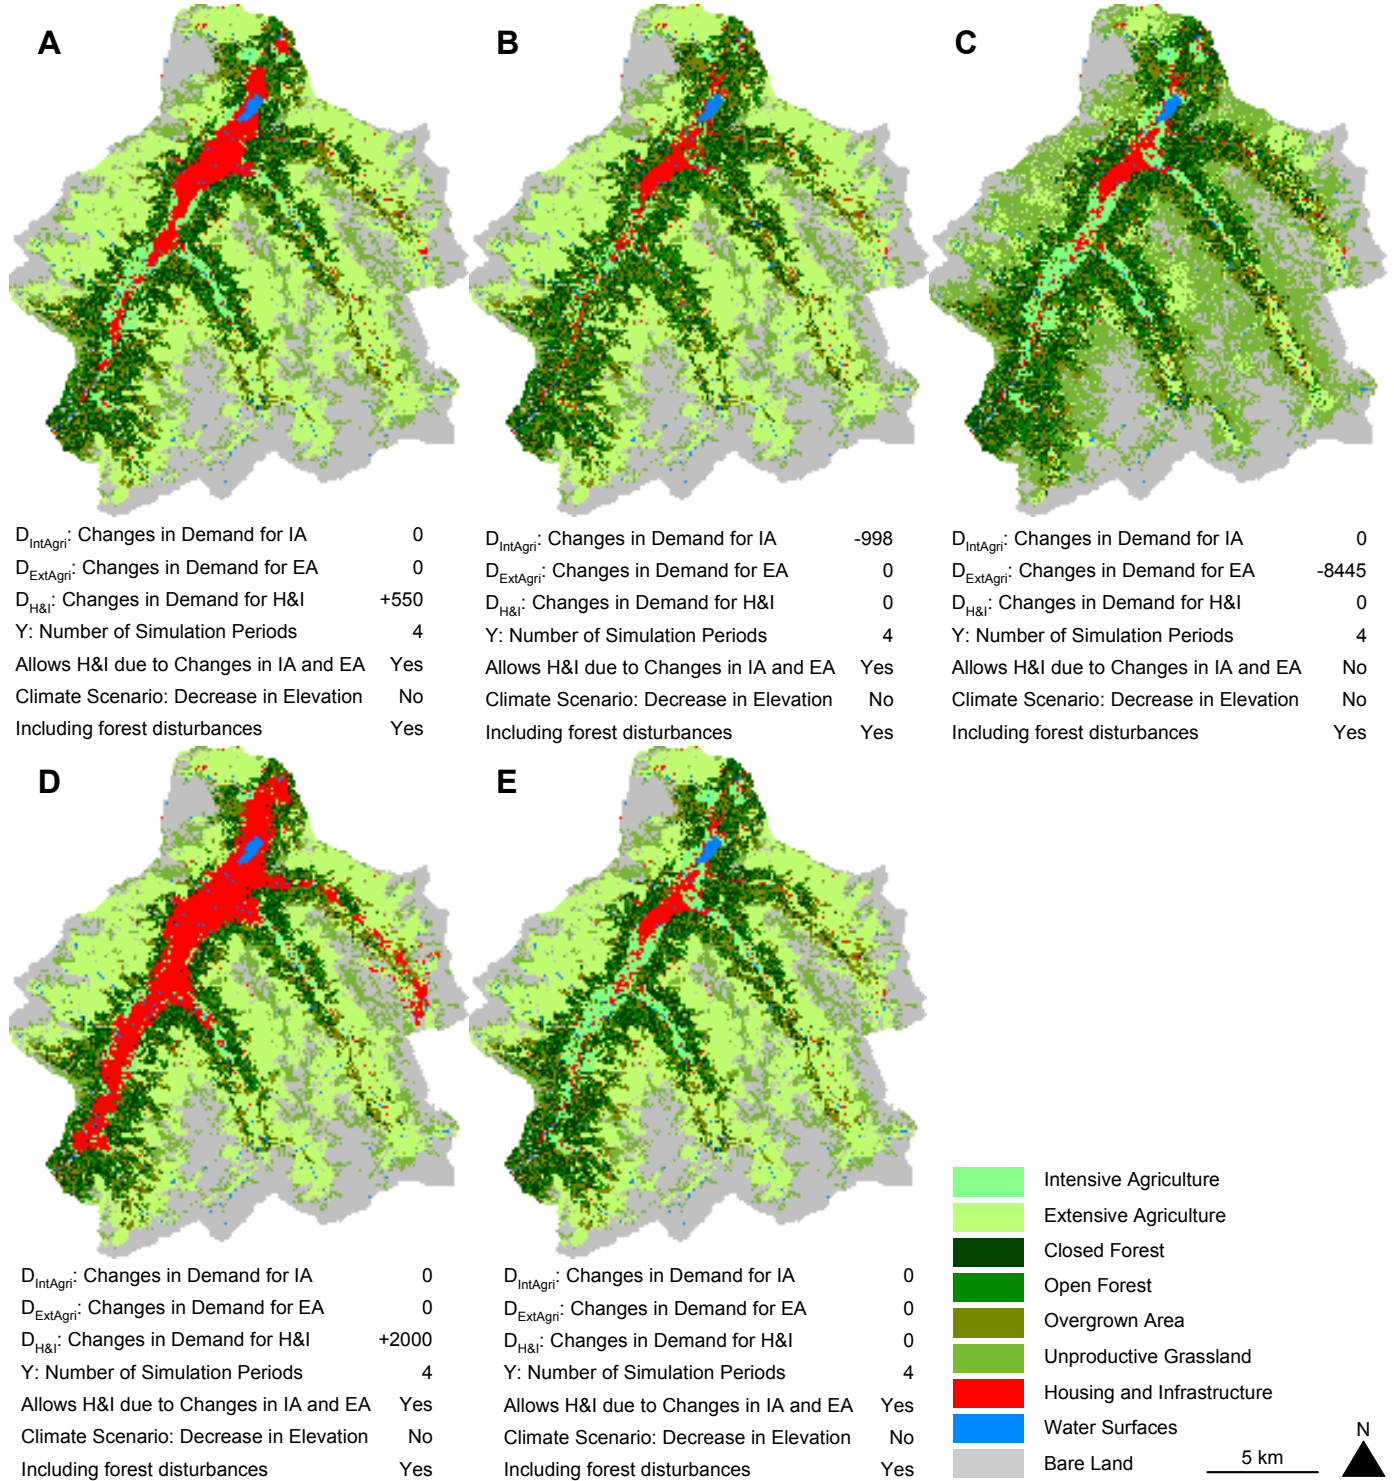 A
B
C
D_IntAgri: Changes in Demand for IA 0
D_ExtAgri: Changes in Demand for EA 0
D_H&I: Changes in Demand for H&I +550
Y: Number of Simulation Periods 4
Allows H&I due to Changes in IA and EA Yes
Climate Scenario: Decrease in Elevation No
Including forest disturbances Yes
D_IntAgri: Changes in Demand for IA -998
D_ExtAgri: Changes in Demand for EA 0
D_H&I: Changes in Demand for H&I 0
Y: Number of Simulation Periods 4
Allows H&I due to Changes in IA and EA Yes
Climate Scenario: Decrease in Elevation No
Including forest disturbances Yes
D_IntAgri: Changes in Demand for IA 0
D_ExtAgri: Changes in Demand for EA -8445
D_H&I: Changes in Demand for H&I 0
Y: Number of Simulation Periods 4
Allows H&I due to Changes in IA and EA No
Climate Scenario: Decrease in Elevation No
Including forest disturbances Yes
D
E
D_IntAgri: Changes in Demand for IA 0
D_ExtAgri: Changes in Demand for EA 0
D_H&I: Changes in Demand for H&I +2000
Y: Number of Simulation Periods 4
Allows H&I due to Changes in IA and EA Yes
Climate Scenario: Decrease in Elevation No
Including forest disturbances Yes
D_IntAgri: Changes in Demand for IA 0
D_ExtAgri: Changes in Demand for EA 0
D_H&I: Changes in Demand for H&I 0
Y: Number of Simulation Periods 4
Allows H&I due to Changes in IA and EA Yes
Climate Scenario: Decrease in Elevation No
Including forest disturbances Yes
Intensive Agriculture
Extensive Agriculture
Closed Forest
Open Forest
Overgrown Area
Unproductive Grassland
Housing and Infrastructure
Water Surfaces
Bare Land
5 km
N